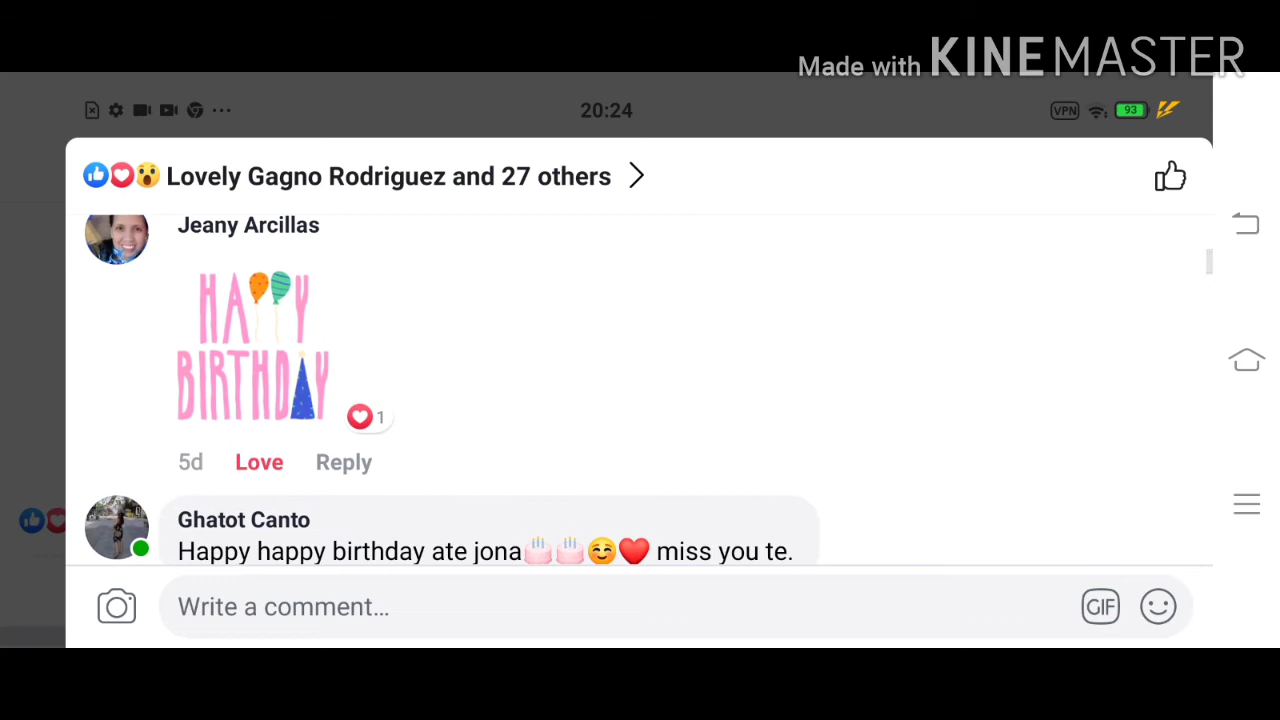 Made with KINEMASTER
20:24
VPN
93
Lovely Gagno Rodriguez and 27 others
Jeany Arcillas
HAPPY
BIRTHDAY
1
5d Love Reply
Ghatot Canto
Happy happy birthday ate jona🎂🎂☺️❤️ miss you te.
Write a comment...
GIF